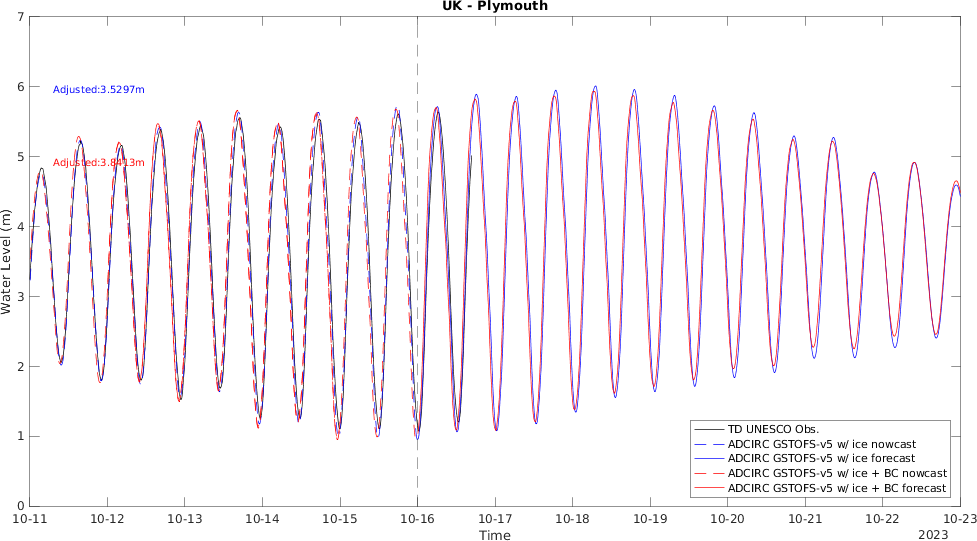 UK - Plymouth
7
6
5
4
3
2
1
0
Water Level (m)
Adjusted:3.5297m
Adjusted:3.8413m
TD UNESCO Obs.
ADCIRC GSTOFS-v5 w/ ice nowcast
ADCIRC GSTOFS-v5 w/ ice forecast
ADCIRC GSTOFS-v5 w/ ice + BC nowcast
ADCIRC GSTOFS-v5 w/ ice + BC forecast
10-11 10-12 10-13 10-14 10-15 10-16 10-17 10-18 10-19 10-20 10-21 10-22 10-23
Time
2023